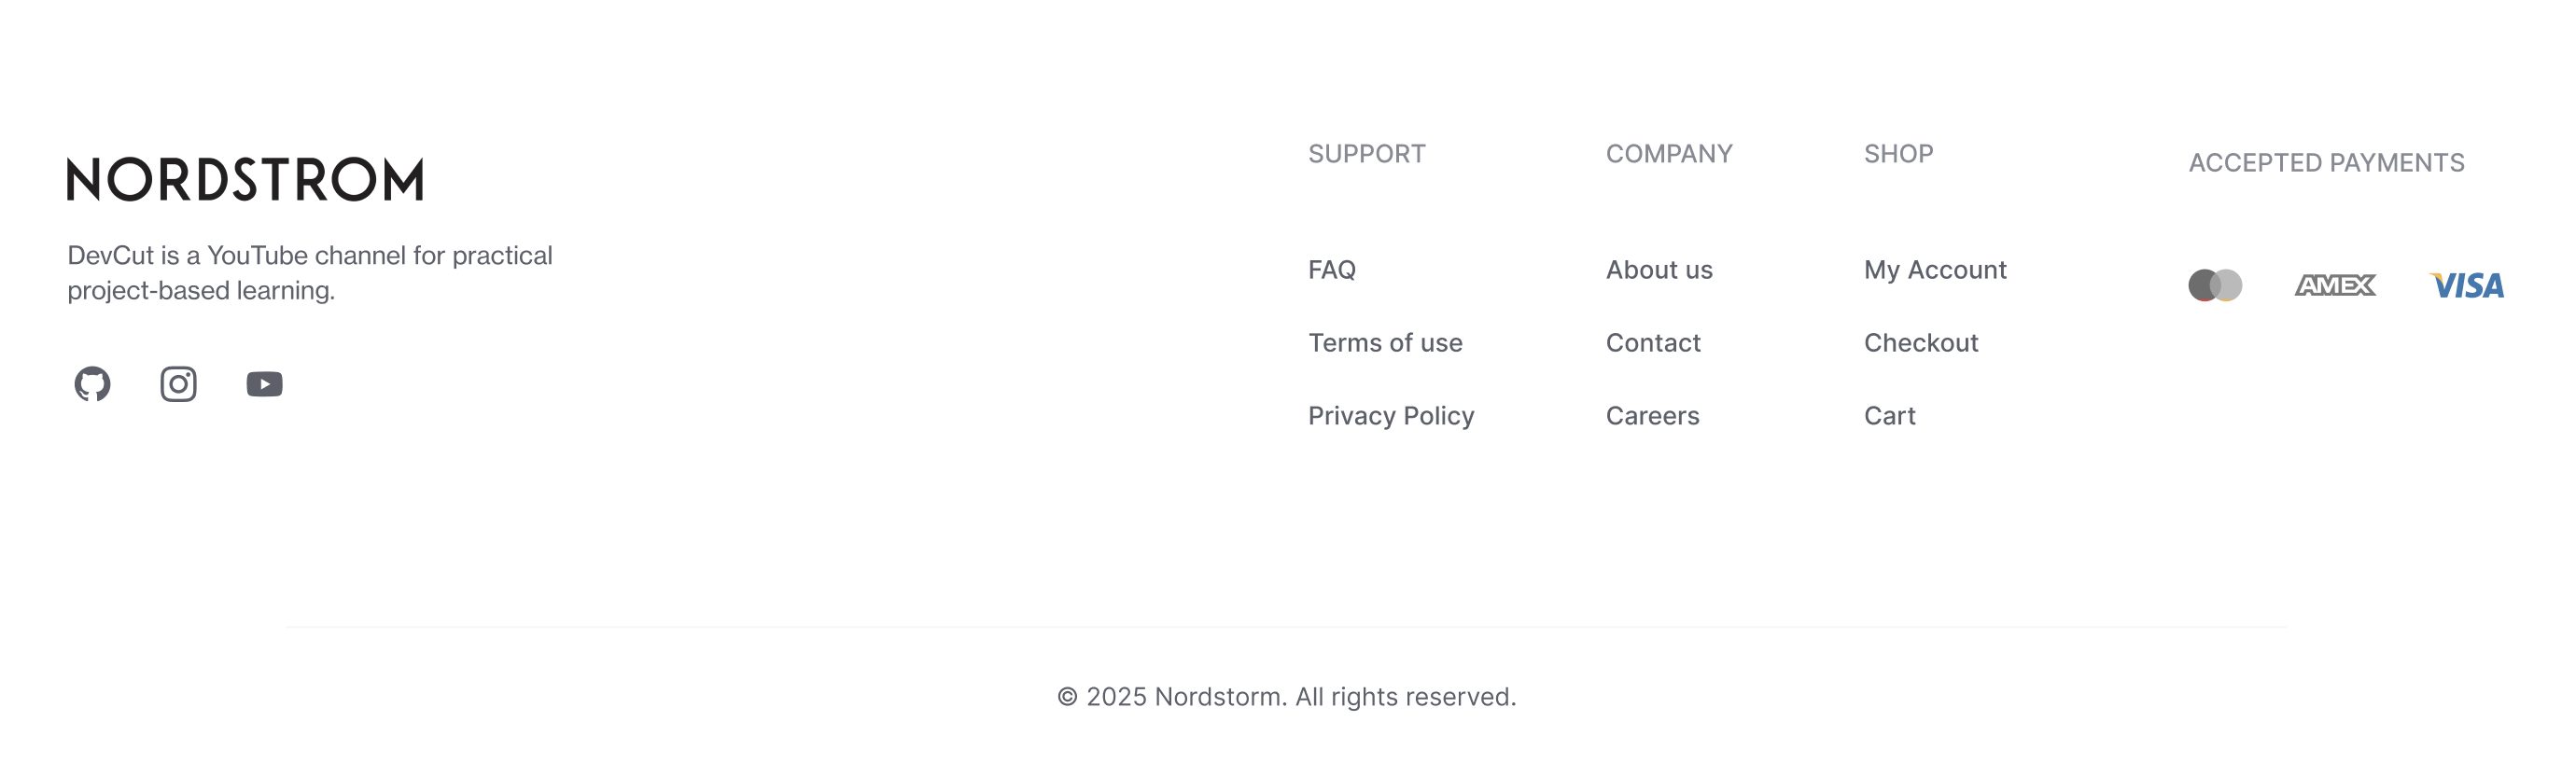 NORDSTROM
DevCut is a YouTube channel for practical
project-based learning.
SUPPORT
FAQ
Terms of use
Privacy Policy
COMPANY
About us
Contact
Careers
SHOP
My Account
Checkout
Cart
ACCEPTED PAYMENTS
AMEX
VISA
© 2025 Nordstorm. All rights reserved.